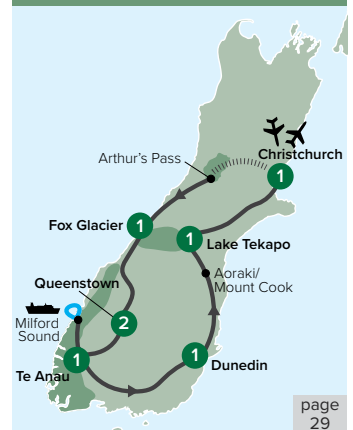 Arthur's Pass
Christchurch
1
Fox Glacier
1
1
Lake Tekapo
Aoraki/
Mount Cook
Queenstown
2
Milford
Sound
1
Te Anau
1
Dunedin
page
29